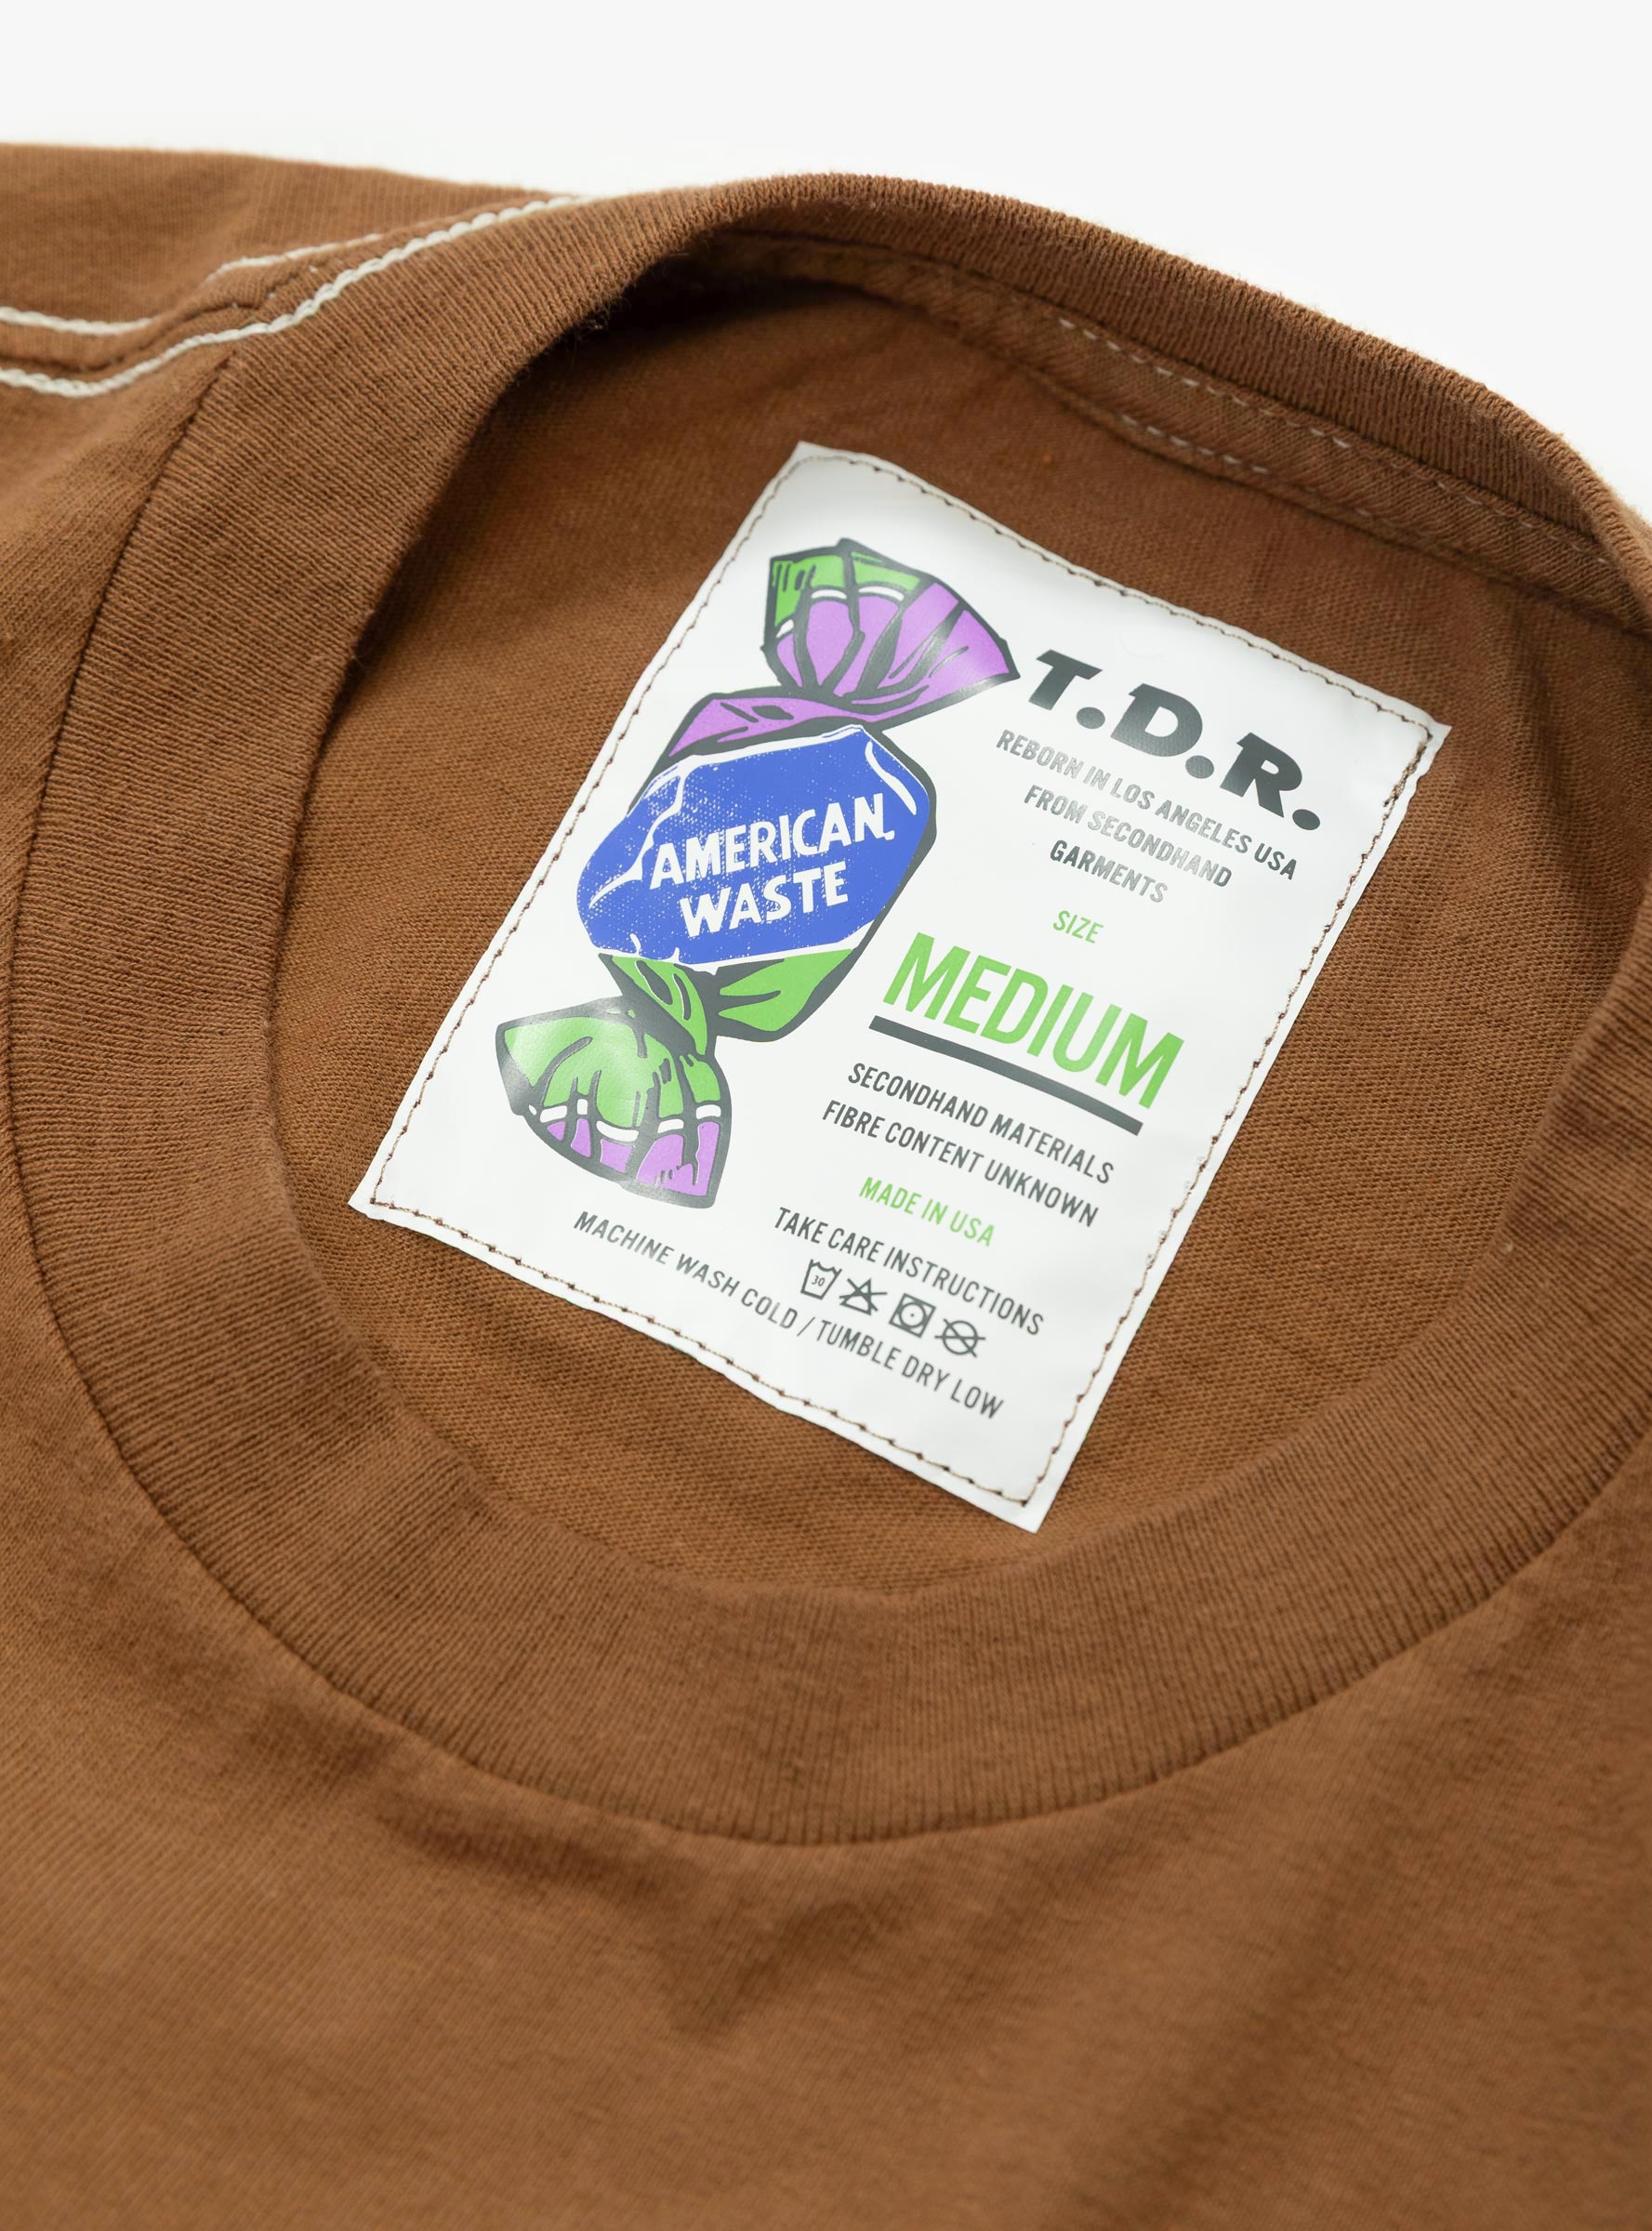 AMERICAN
WASTE
T.D.R.
REBORN IN LOS ANGELES USA
FROM SECONDHAND
GARMENTS
SIZE
MEDIUM
SECONDHAND MATERIALS
FIBRE CONTENT UNKNOWN
MADE IN USA
TAKE CARE INSTRUCTIONS
30
MACHINE WASH COLD / TUMBLE DRY LOW